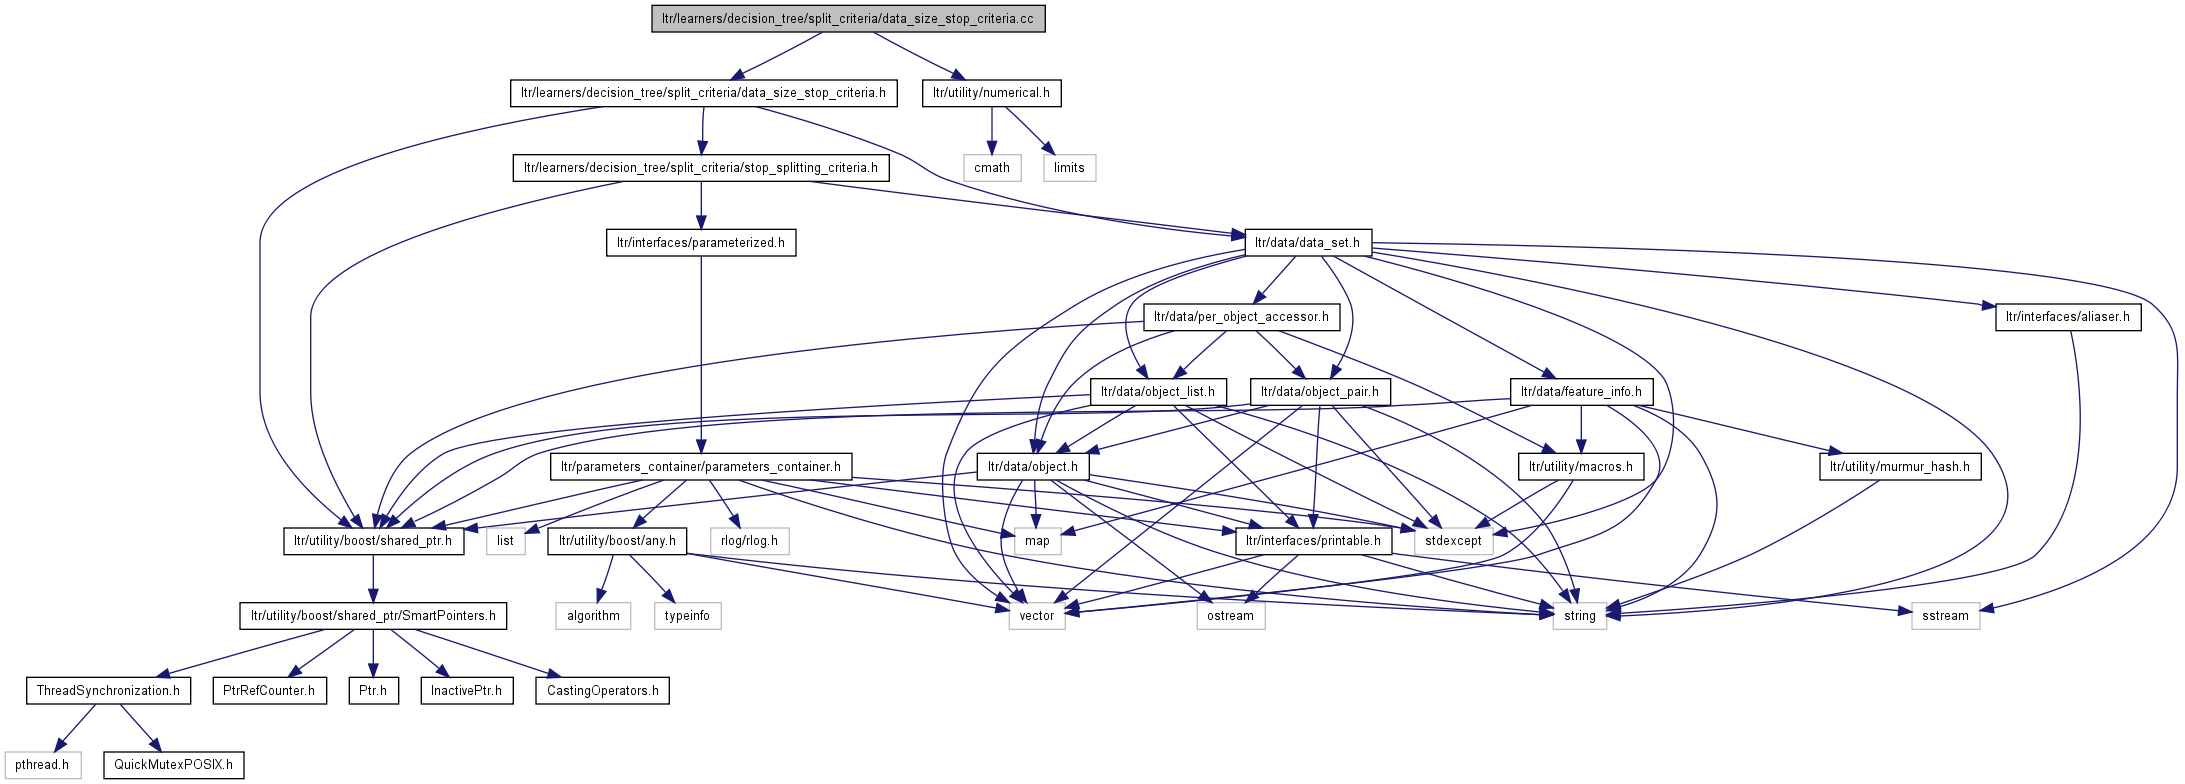 ltr/learners/decision_tree/split_criteria/data_size_stop_criteria.cc
ltr/learners/decision_tree/split_criteria/data_size_stop_criteria.h
ltr/utility/numerical.h
ltr/learners/decision_tree/split_criteria/stop_splitting_criteria.h
cmath
limits
ltr/interfaces/parameterized.h
ltr/data/data_set.h
ltr/data/per_object_accessor.h
ltr/interfaces/aliaser.h
ltr/data/object_list.h
ltr/data/object_pair.h
ltr/data/feature_info.h
ltr/parameters_container/parameters_container.h
ltr/data/object.h
ltr/utility/macros.h
ltr/utility/murmur_hash.h
ltr/utility/boost/shared_ptr.h
list
ltr/utility/boost/any.h
rlog/rlog.h
map
ltr/interfaces/printable.h
stdexcept
ltr/utility/boost/shared_ptr/SmartPointers.h
algorithm
typeinfo
vector
ostream
string
sstream
ThreadSynchronization.h
PtrRefCounter.h
Ptr.h
InactivePtr.h
CastingOperators.h
pthread.h
QuickMutexPOSIX.h